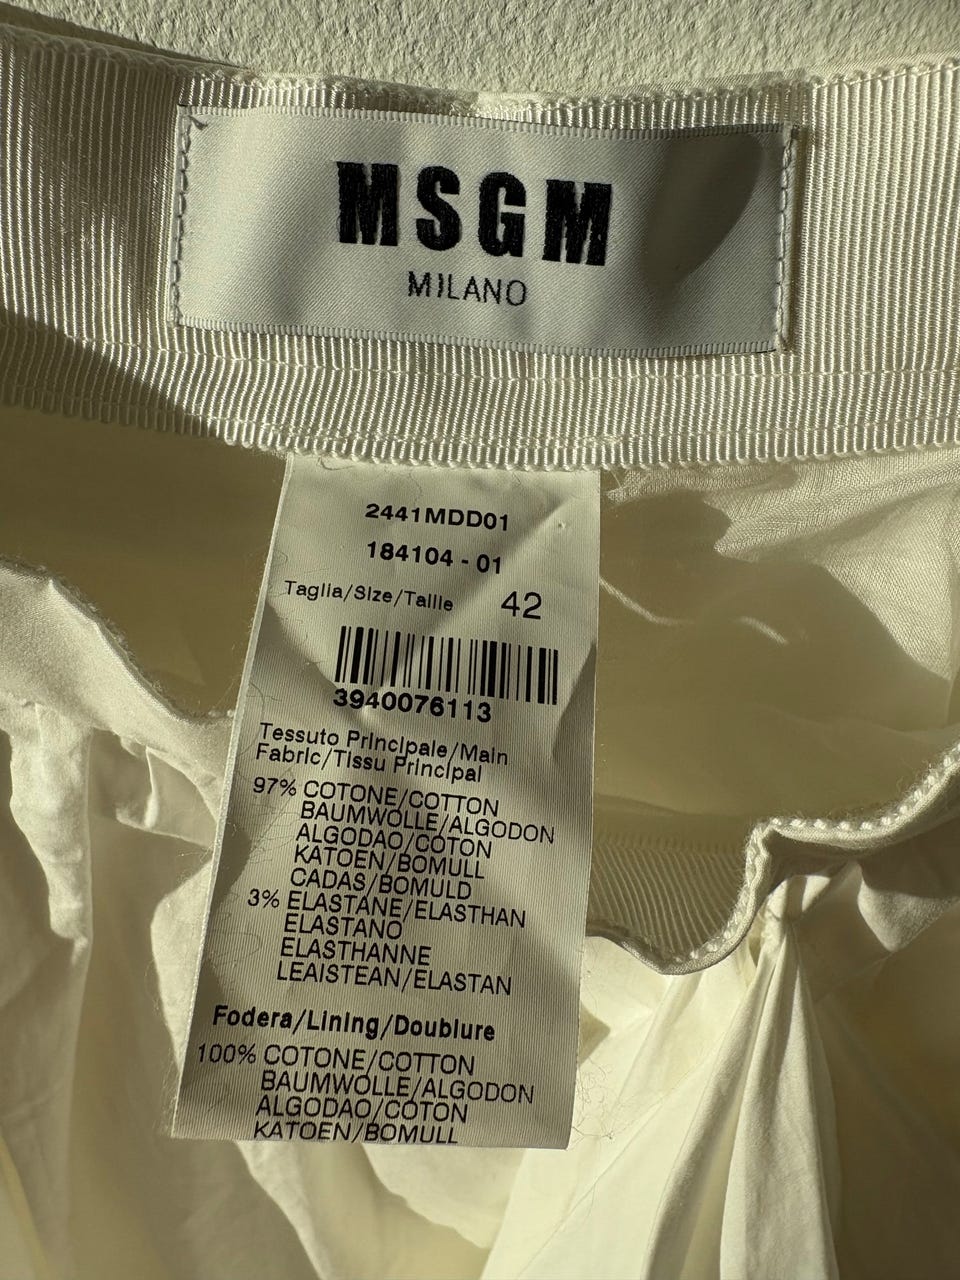 MSGM
MILANO
2441MDD01
184104 - 01
Taglia/Size/Taille 42
3940076113
Tessuto Principale/Main
Fabric/Tissu Principal
97% COTONE/COTTON
BAUMWOLLE/ALGODON
ALGODAO/COTON
KATOEN/BOMULL
CADAS/BOMULD
3% ELASTANE/ELASTHAN
ELASTANO
ELASTHANNE
LEAISTEAN/ELASTAN
Fodera/Lining/Doublure
100% COTONE/COTTON
BAUMWOLLE/ALGODON
ALGODAO/COTON
KATOEN/BOMULL